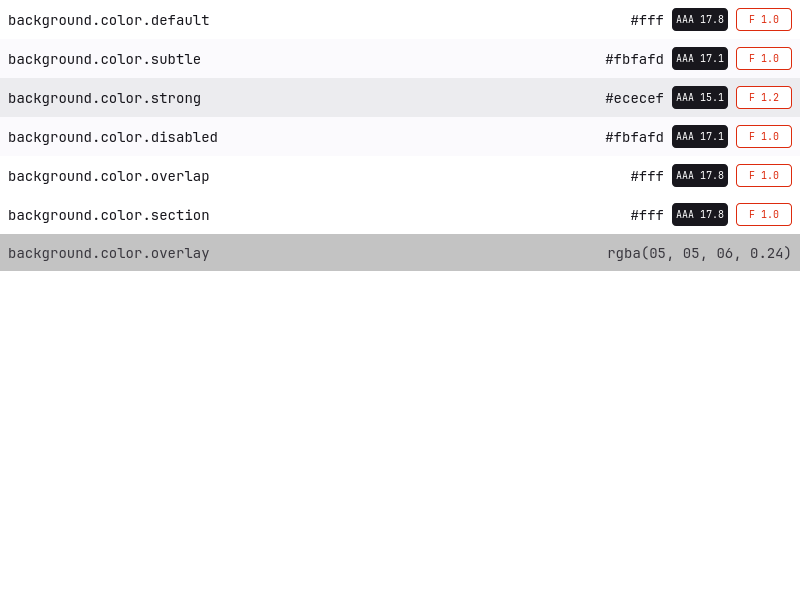 background.color.default #fff AAA 17.8 F 1.0
background.color.subtle #fbfafd AAA 17.1 F 1.0
background.color.strong #ececef AAA 15.1 F 1.2
background.color.disabled #fbfafd AAA 17.1 F 1.0
background.color.overlap #fff AAA 17.8 F 1.0
background.color.section #fff AAA 17.8 F 1.0
background.color.overlay rgba(05, 05, 06, 0.24)